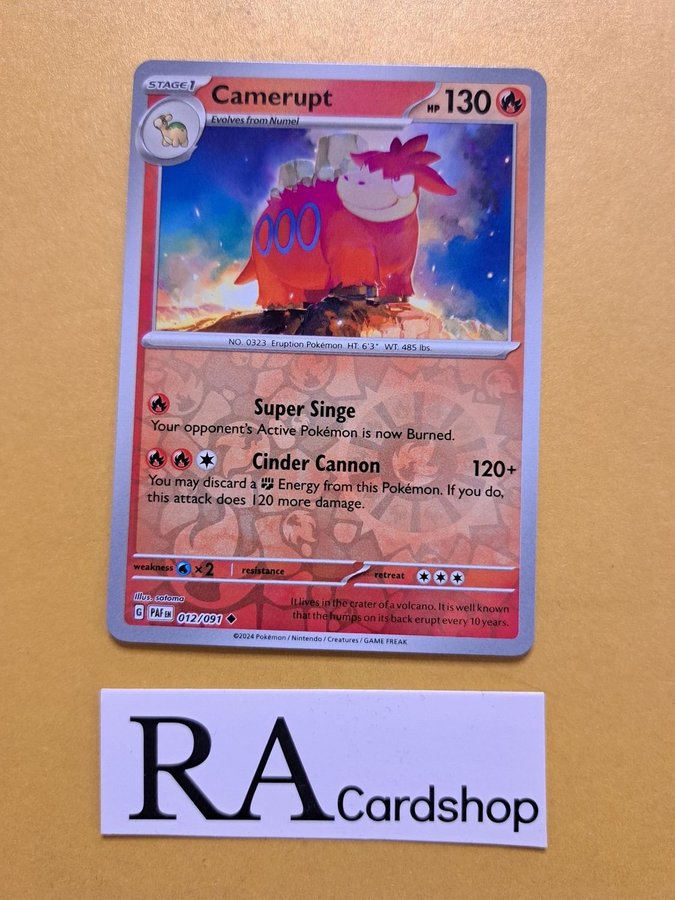 STAGE 1
Camerupt
HP 130
Evolves from Numel
NO. 0323 Eruption Pokémon HT: 6'3" WT: 485 lbs.
Super Singe
Your opponent's Active Pokémon is now Burned.
Cinder Cannon 120+
You may discard a Energy from this Pokémon. If you do,
this attack does 120 more damage.
weakness ×2 resistance retreat
Illus. satoma
It lives in the crater of a volcano. It is well known
G PAF EN 012/091 that the humps on its back erupt every 10 years.
©2024 Pokémon / Nintendo / Creatures / GAME FREAK
RA Cardshop